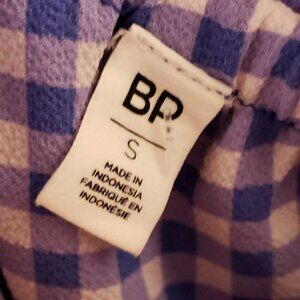 BP
S
MADE IN
INDONESIA
FABRIQUÉ EN
INDONÉSIE